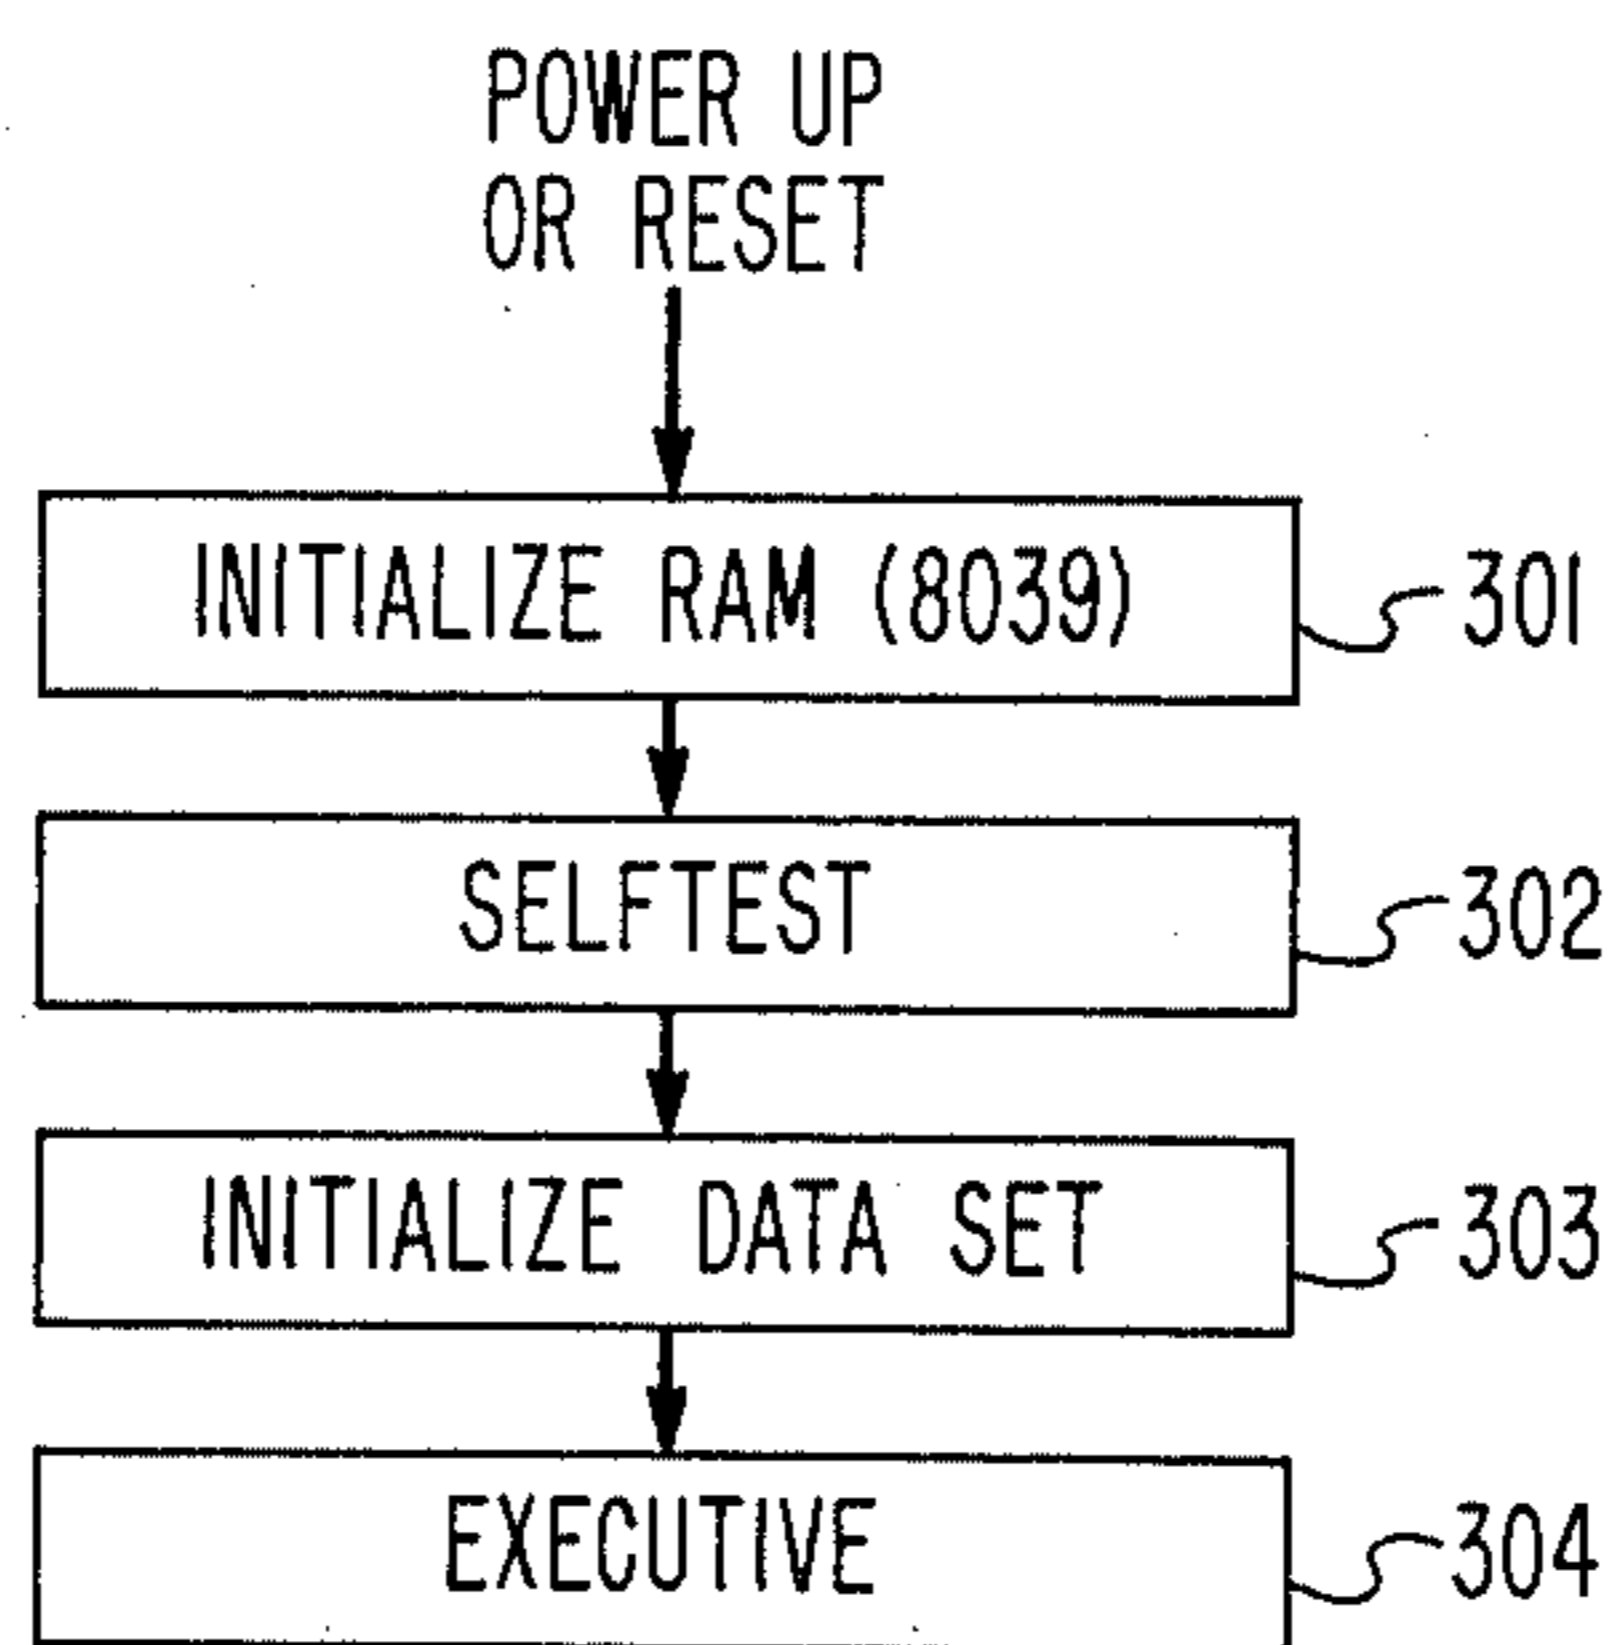 POWER UP
OR RESET
INITIALIZE RAM (8039)
301
SELFTEST
302
INITIALIZE DATA SET
303
EXECUTIVE
304